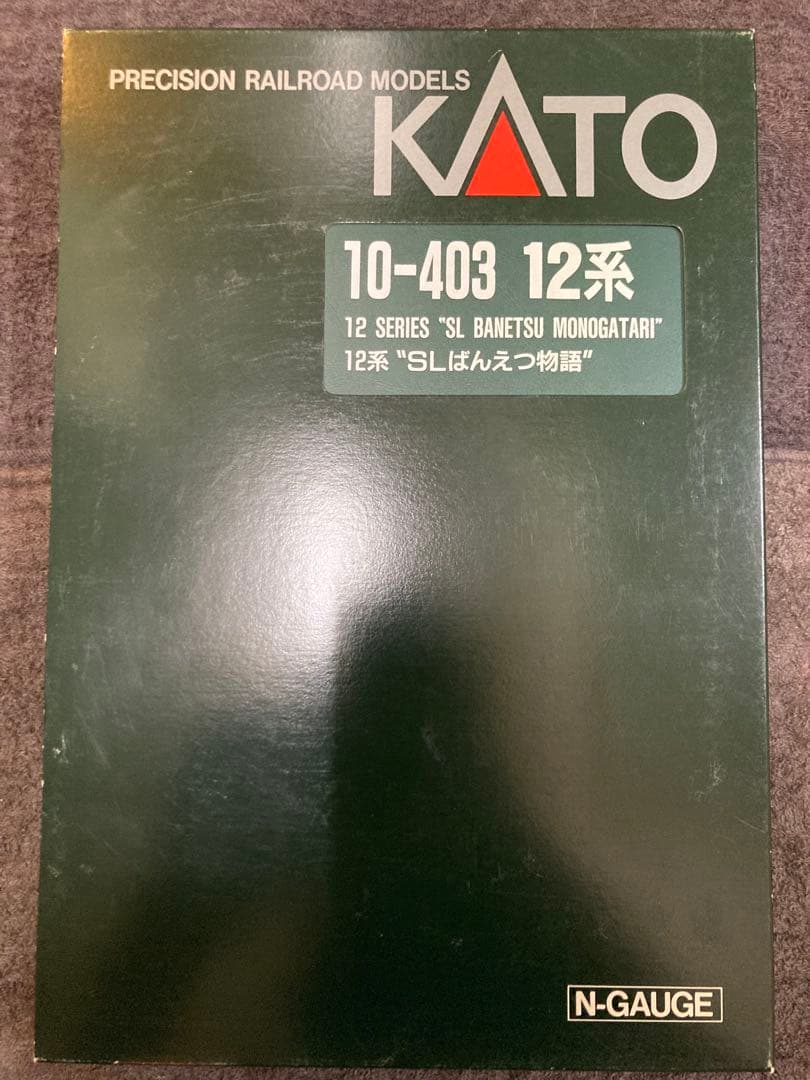 PRECISION RAILROAD MODELS
KATO
10-403 12系
12 SERIES "SL BANETSU MONOGATARI"
12系 "SLばんえつ物語"
N-GAUGE